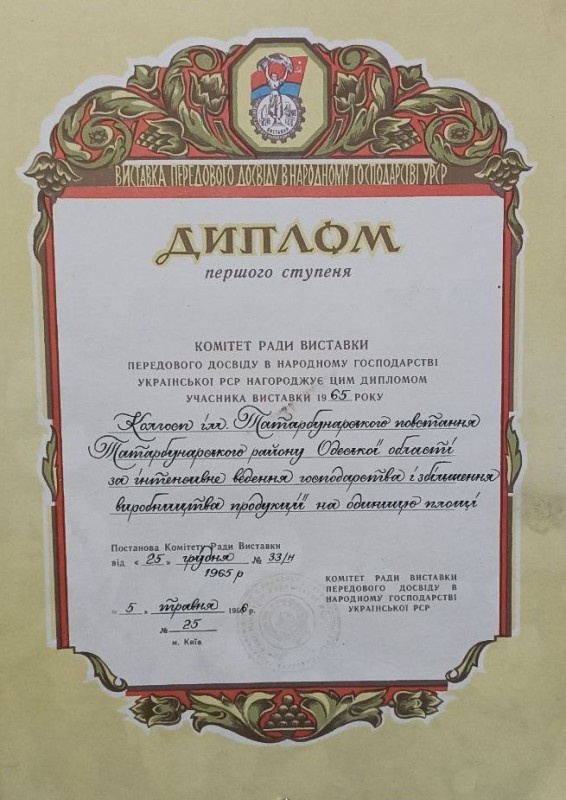 ВИСТАВКА
ВИСТАВКА ПЕРЕДОВОГО ДОСВІДУ В НАРОДНОМУ ГОСПОДАРСТВІ УРСР
ДИПЛОМ
першого ступеня
КОМІТЕТ РАДИ ВИСТАВКИ
ПЕРЕДОВОГО ДОСВІДУ В НАРОДНОМУ ГОСПОДАРСТВІ
УКРАЇНСЬКОЇ РСР НАГОРОДЖУЄ ЦИМ ДИПЛОМОМ
УЧАСНИКА ВИСТАВКИ 1965 РОКУ
Колгосп ім. Татарбунарского повстання
Татарбунарського району Одеської області
за інтенсивне ведення господарства і збільшення
виробництва продукції на одиницю площі
Постанова Комітету Ради Виставки
від «25» грудня № 33/н
1965 р
«5» травня 1966 р.
№ 25
м. Київ
КОМІТЕТ РАДИ ВИСТАВКИ
ПЕРЕДОВОГО ДОСВІДУ В
НАРОДНОМУ ГОСПОДАРСТВІ
УКРАЇНСЬКОЇ РСР